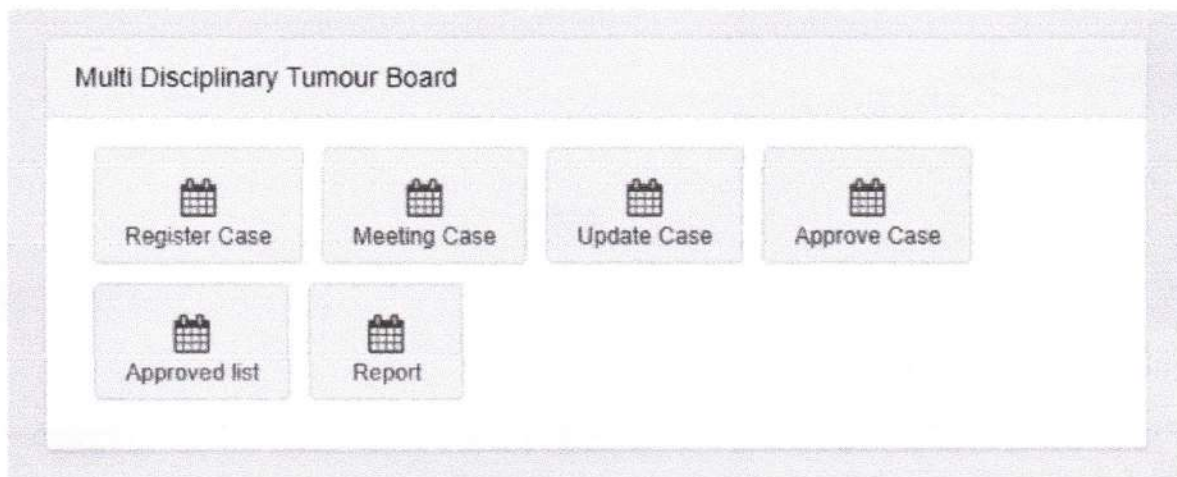 Multi Disciplinary Tumour Board
Register Case
Meeting Case
Update Case
Approve Case
Approved list
Report